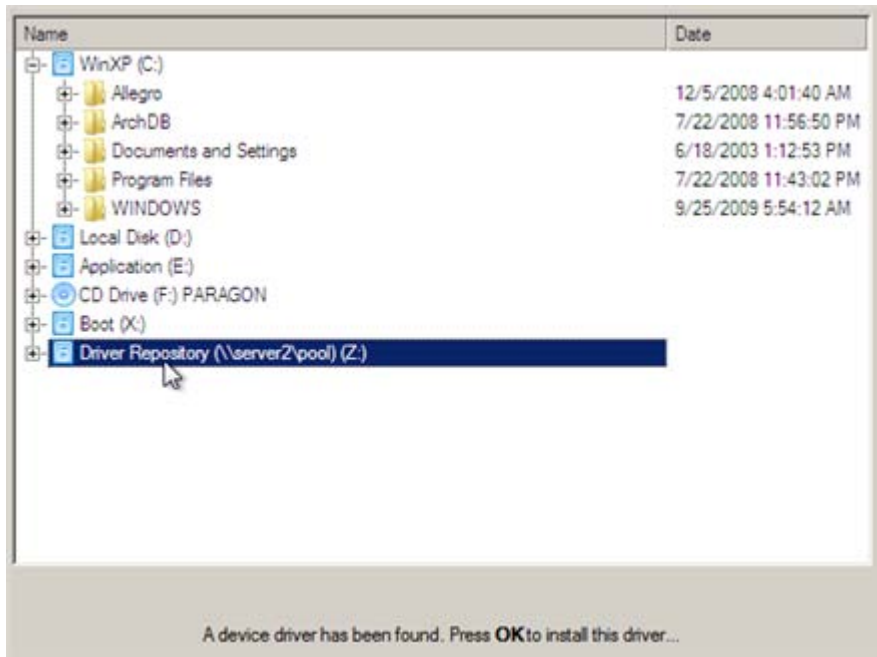 Name Date
WinXP (C:)
Allegro 12/5/2008 4:01:40 AM
ArchDB 7/22/2008 11:56:50 PM
Documents and Settings 6/18/2003 1:12:53 PM
Program Files 7/22/2008 11:43:02 PM
WINDOWS 9/25/2009 5:54:12 AM
Local Disk (D:)
Application (E:)
CD Drive (F:) PARAGON
Boot (X:)
Driver Repository (\\server2\pool) (Z:)
A device driver has been found. Press OK to install this driver...